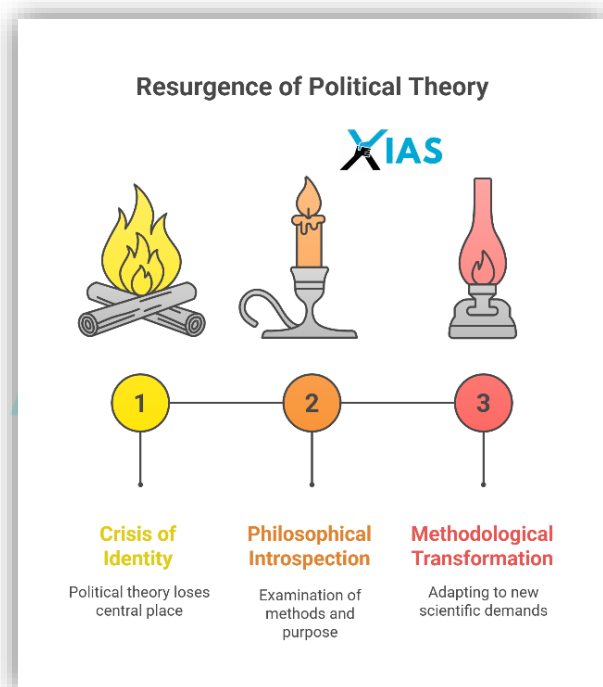 Resurgence of Political Theory
XIAS
1
2
3
Crisis of
Identity
Political theory loses
central place
Philosophical
Introspection
Examination of
methods and
purpose
Methodological
Transformation
Adapting to new
scientific demands